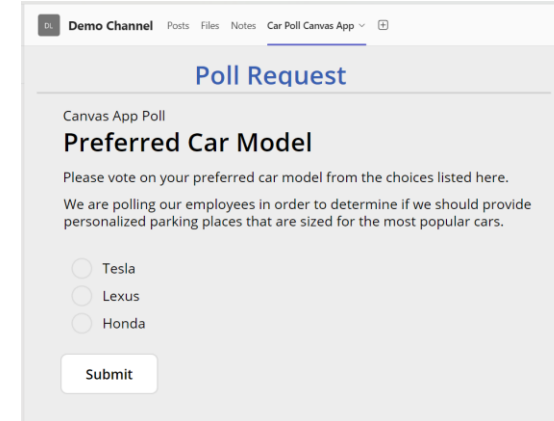 DL Demo Channel Posts Files Notes Car Poll Canvas App
Poll Request
Canvas App Poll
Preferred Car Model
Please vote on your preferred car model from the choices listed here.
We are polling our employees in order to determine if we should provide
personalized parking places that are sized for the most popular cars.
Tesla
Lexus
Honda
Submit